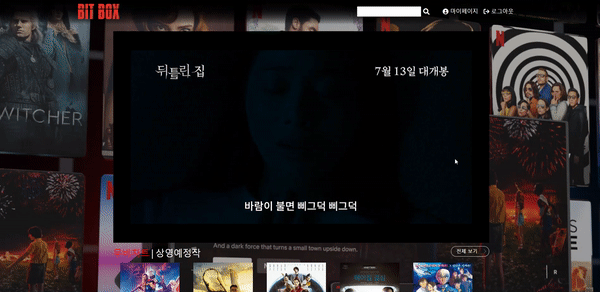 BIT BOX
마이페이지
로그아웃
WITCHER
뒤틀린 집
7월 13일 대개봉
바람이 불면 삐그덕 삐그덕
And a dark force that turns a small town upside down.
| 상영예정작
전체 보기